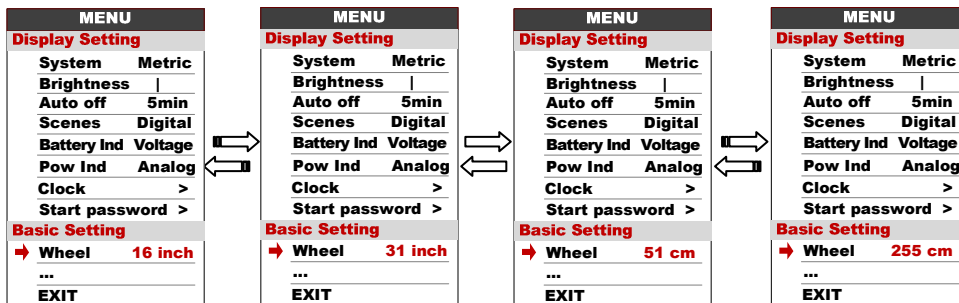 MENU
Display Setting
System Metric
Brightness |
Auto off 5min
Scenes Digital
Battery Ind Voltage
Pow Ind Analog
Clock >
Start password >
Basic Setting
Wheel 16 inch
...
EXIT
MENU
Display Setting
System Metric
Brightness |
Auto off 5min
Scenes Digital
Battery Ind Voltage
Pow Ind Analog
Clock >
Start password >
Basic Setting
Wheel 31 inch
...
EXIT
MENU
Display Setting
System Metric
Brightness |
Auto off 5min
Scenes Digital
Battery Ind Voltage
Pow Ind Analog
Clock >
Start password >
Basic Setting
Wheel 51 cm
...
EXIT
MENU
Display Setting
System Metric
Brightness |
Auto off 5min
Scenes Digital
Battery Ind Voltage
Pow Ind Analog
Clock >
Start password >
Basic Setting
Wheel 255 cm
...
EXIT